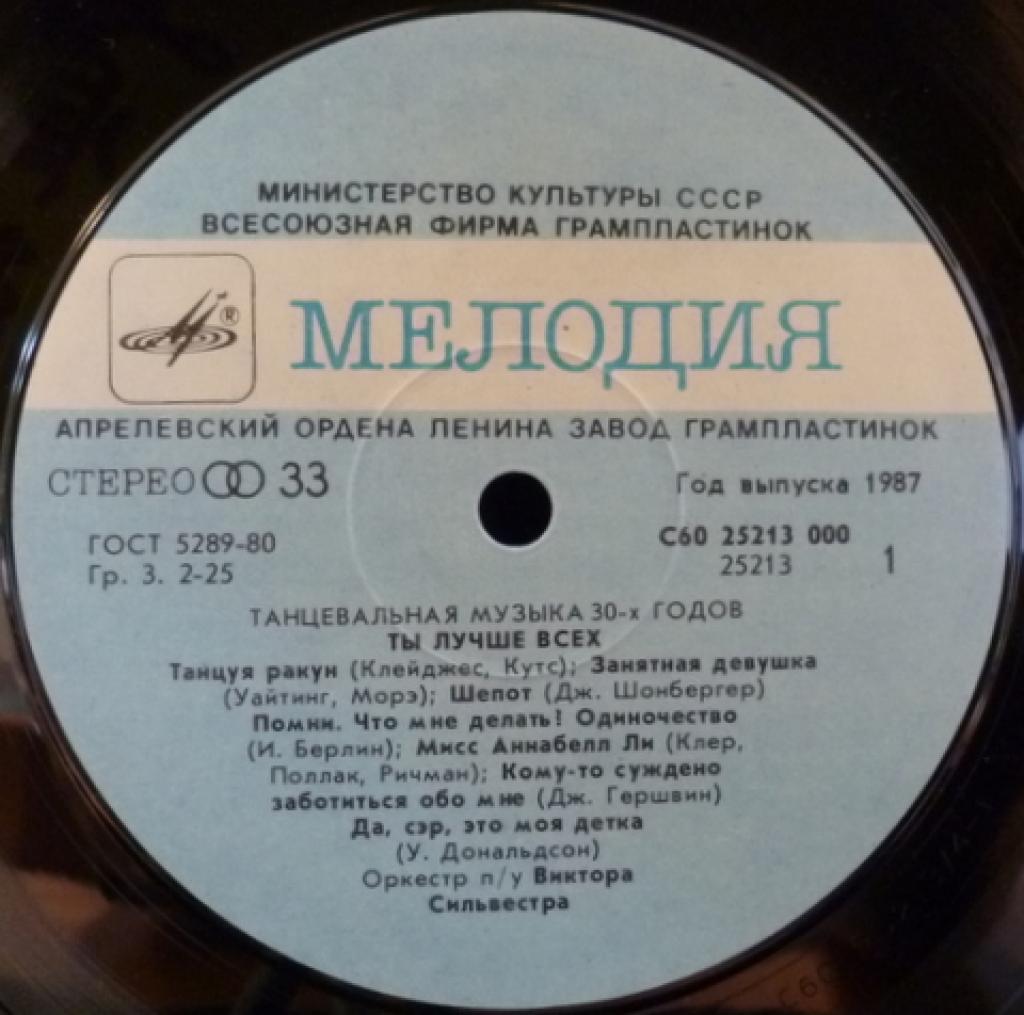 МИНИСТЕРСТВО КУЛЬТУРЫ СССР
ВСЕСОЮЗНАЯ ФИРМА ГРАМПЛАСТИНОК
® МЕЛОДИЯ
АПРЕЛЕВСКИЙ ОРДЕНА ЛЕНИНА ЗАВОД ГРАМПЛАСТИНОК
СТЕРЕО 33 Год выпуска 1987
ГОСТ 5289-80 С60 25213 000
Гр. 3. 2-25 25213 1
ТАНЦЕВАЛЬНАЯ МУЗЫКА 30-х ГОДОВ
ТЫ ЛУЧШЕ ВСЕХ
Танцуя ракун (Клейджес, Кутс); Занятная девушка
(Уайтинг, Морэ); Шепот (Дж. Шонбергер)
Помни. Что мне делать! Одиночество
(И. Берлин); Мисс Аннабелл Ли (Клер,
Поллак, Ричман); Кому-то суждено
заботиться обо мне (Дж. Гершвин)
Да, сэр, это моя детка
(У. Дональдсон)
Оркестр п/у Виктора
Сильвестра